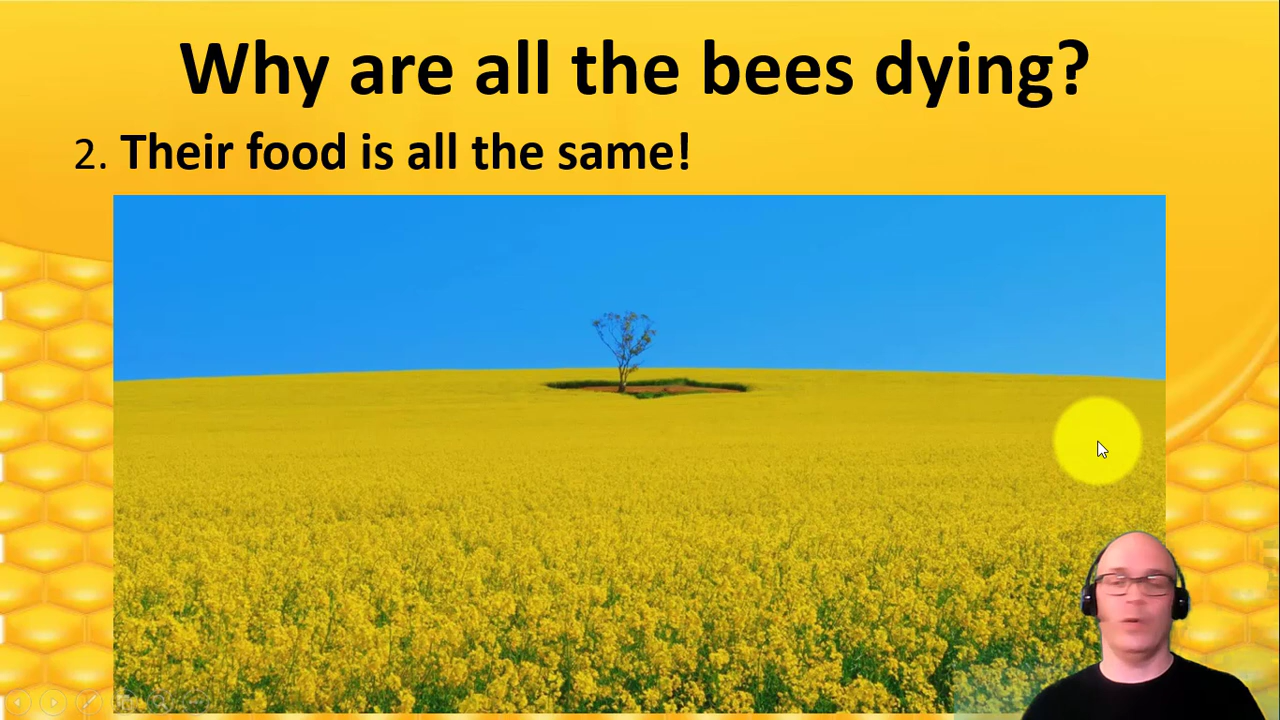 Why are all the bees dying?
2. Their food is all the same!